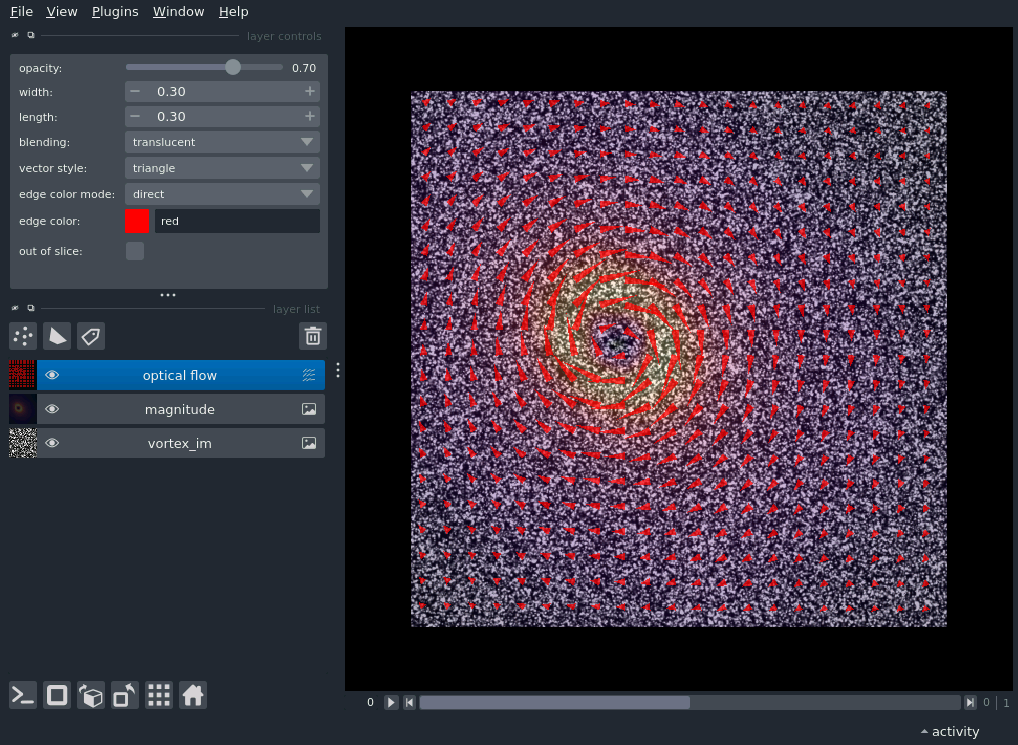 File View Plugins Window Help
layer controls
opacity: 0.70
width: 0.30
length: 0.30
blending: translucent
vector style: triangle
edge color mode: direct
edge color: red
out of slice:
layer list
optical flow
magnitude
vortex_im
0 0 | 1
activity